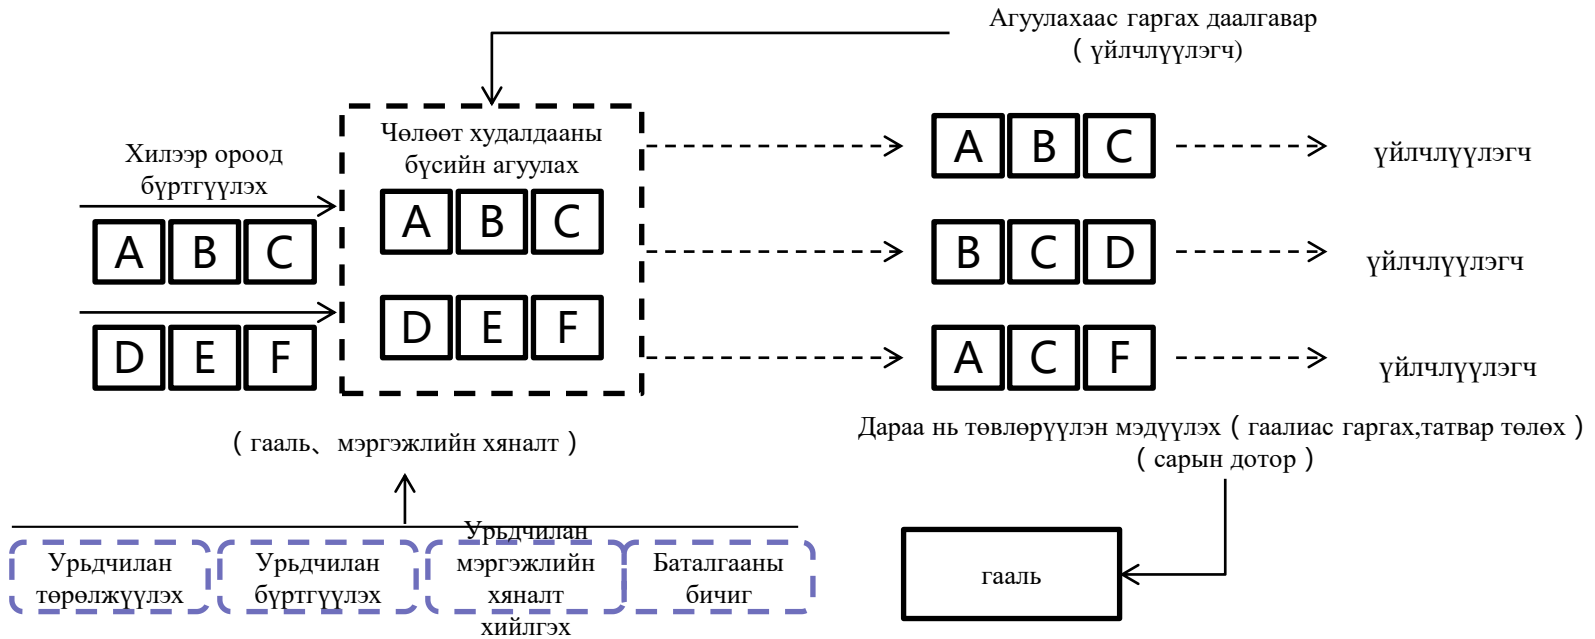 Агуулахаас гаргах даалгавар
( үйлчлүүлэгч)
Хилээр ороод
бүртгүүлэх
A B C
D E F
Чөлөөт худалдааны
бүсийн агуулах
A B C
D E F
A B C
үйлчлүүлэгч
B C D
үйлчлүүлэгч
A C F
үйлчлүүлэгч
( гааль、мэргэжлийн хяналт )
Дараа нь төвлөрүүлэн мэдүүлэх ( гаалиас гаргах,татвар төлөх )
( сарын дотор )
Урьдчилан
төрөлжүүлэх
Урьдчилан
бүртгүүлэх
Урьдчилан
мэргэжлийн
хяналт
хийлгэх
Баталгааны
бичиг
гааль